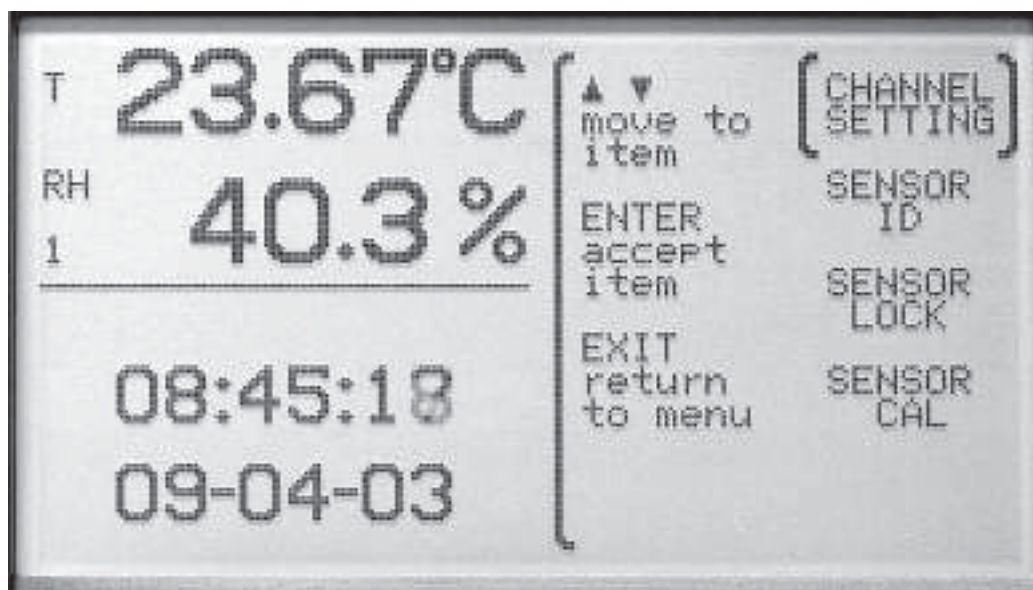 T 23.67°C
RH 40.3 %
1
08:45:18
09-04-03
▲ ▼
move to
item
ENTER
accept
item
EXIT
return
to menu
CHANNEL
SETTING
SENSOR
ID
SENSOR
LOCK
SENSOR
CAL